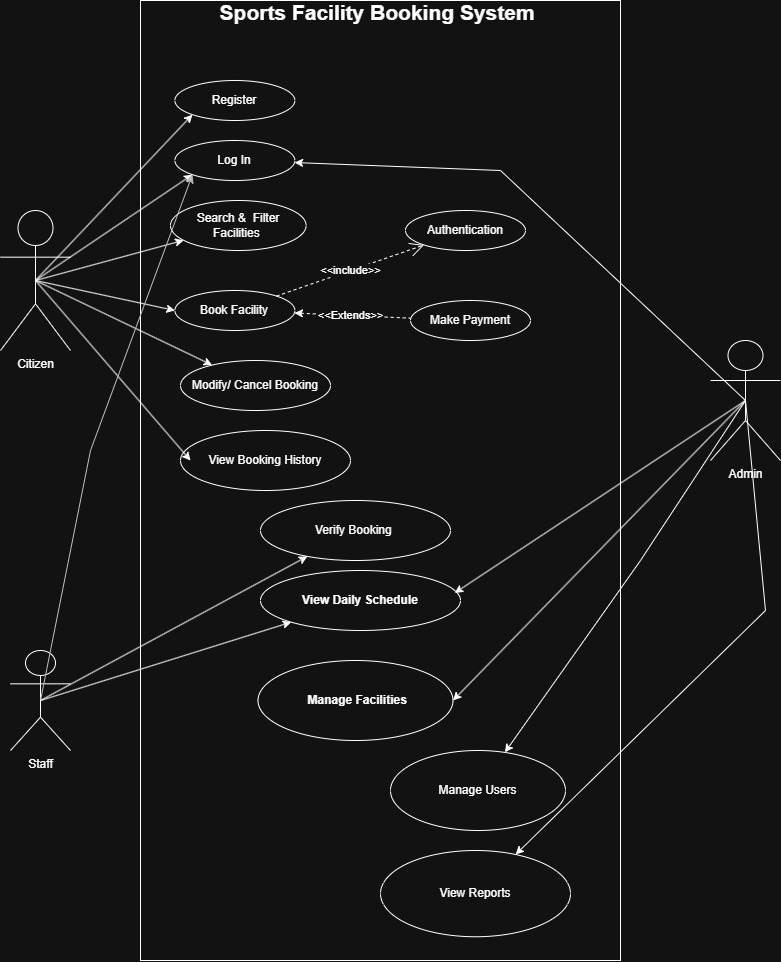 Sports Facility Booking System
Register
Log In
Search & Filter
Facilities
Authentication
<<include>>
Book Facility
<<Extends>>
Make Payment
Citizen
Modify/ Cancel Booking
View Booking History
Admin
Verify Booking
View Daily Schedule
Manage Facilities
Staff
Manage Users
View Reports